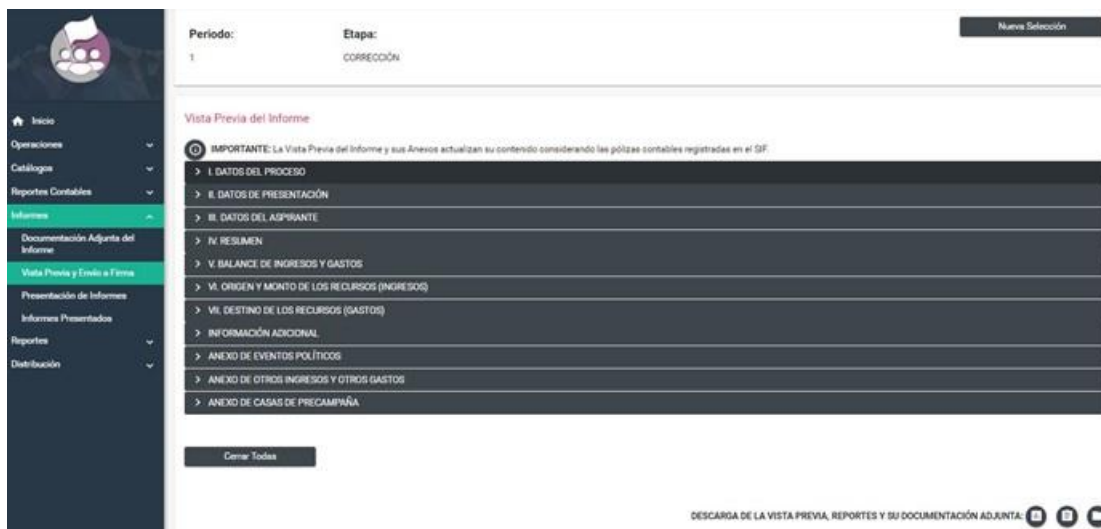 Periodo:
Etapa:
Nueva Selección
1
CORRECCIÓN
Inicio
Operaciones
Catálogos
Reportes Contables
Informes
Documentación Adjunta del
Informe
Vista Previa y Envío a Firma
Presentación de Informes
Informes Presentados
Reportes
Distribución
Vista Previa del Informe
IMPORTANTE: La Vista Previa del Informe y sus Anexos actualizan su contenido considerando las pólizas contables registradas en el SIF.
I. DATOS DEL PROCESO
II. DATOS DE PRESENTACIÓN
III. DATOS DEL ASPIRANTE
IV. RESUMEN
V. BALANCE DE INGRESOS Y GASTOS
VI. ORIGEN Y MONTO DE LOS RECURSOS (INGRESOS)
VII. DESTINO DE LOS RECURSOS (GASTOS)
INFORMACIÓN ADICIONAL
ANEXO DE EVENTOS POLÍTICOS
ANEXO DE OTROS INGRESOS Y OTROS GASTOS
ANEXO DE CASAS DE PRECAMPAÑA
Cerrar Todas
DESCARGA DE LA VISTA PREVIA, REPORTES Y SU DOCUMENTACIÓN ADJUNTA: